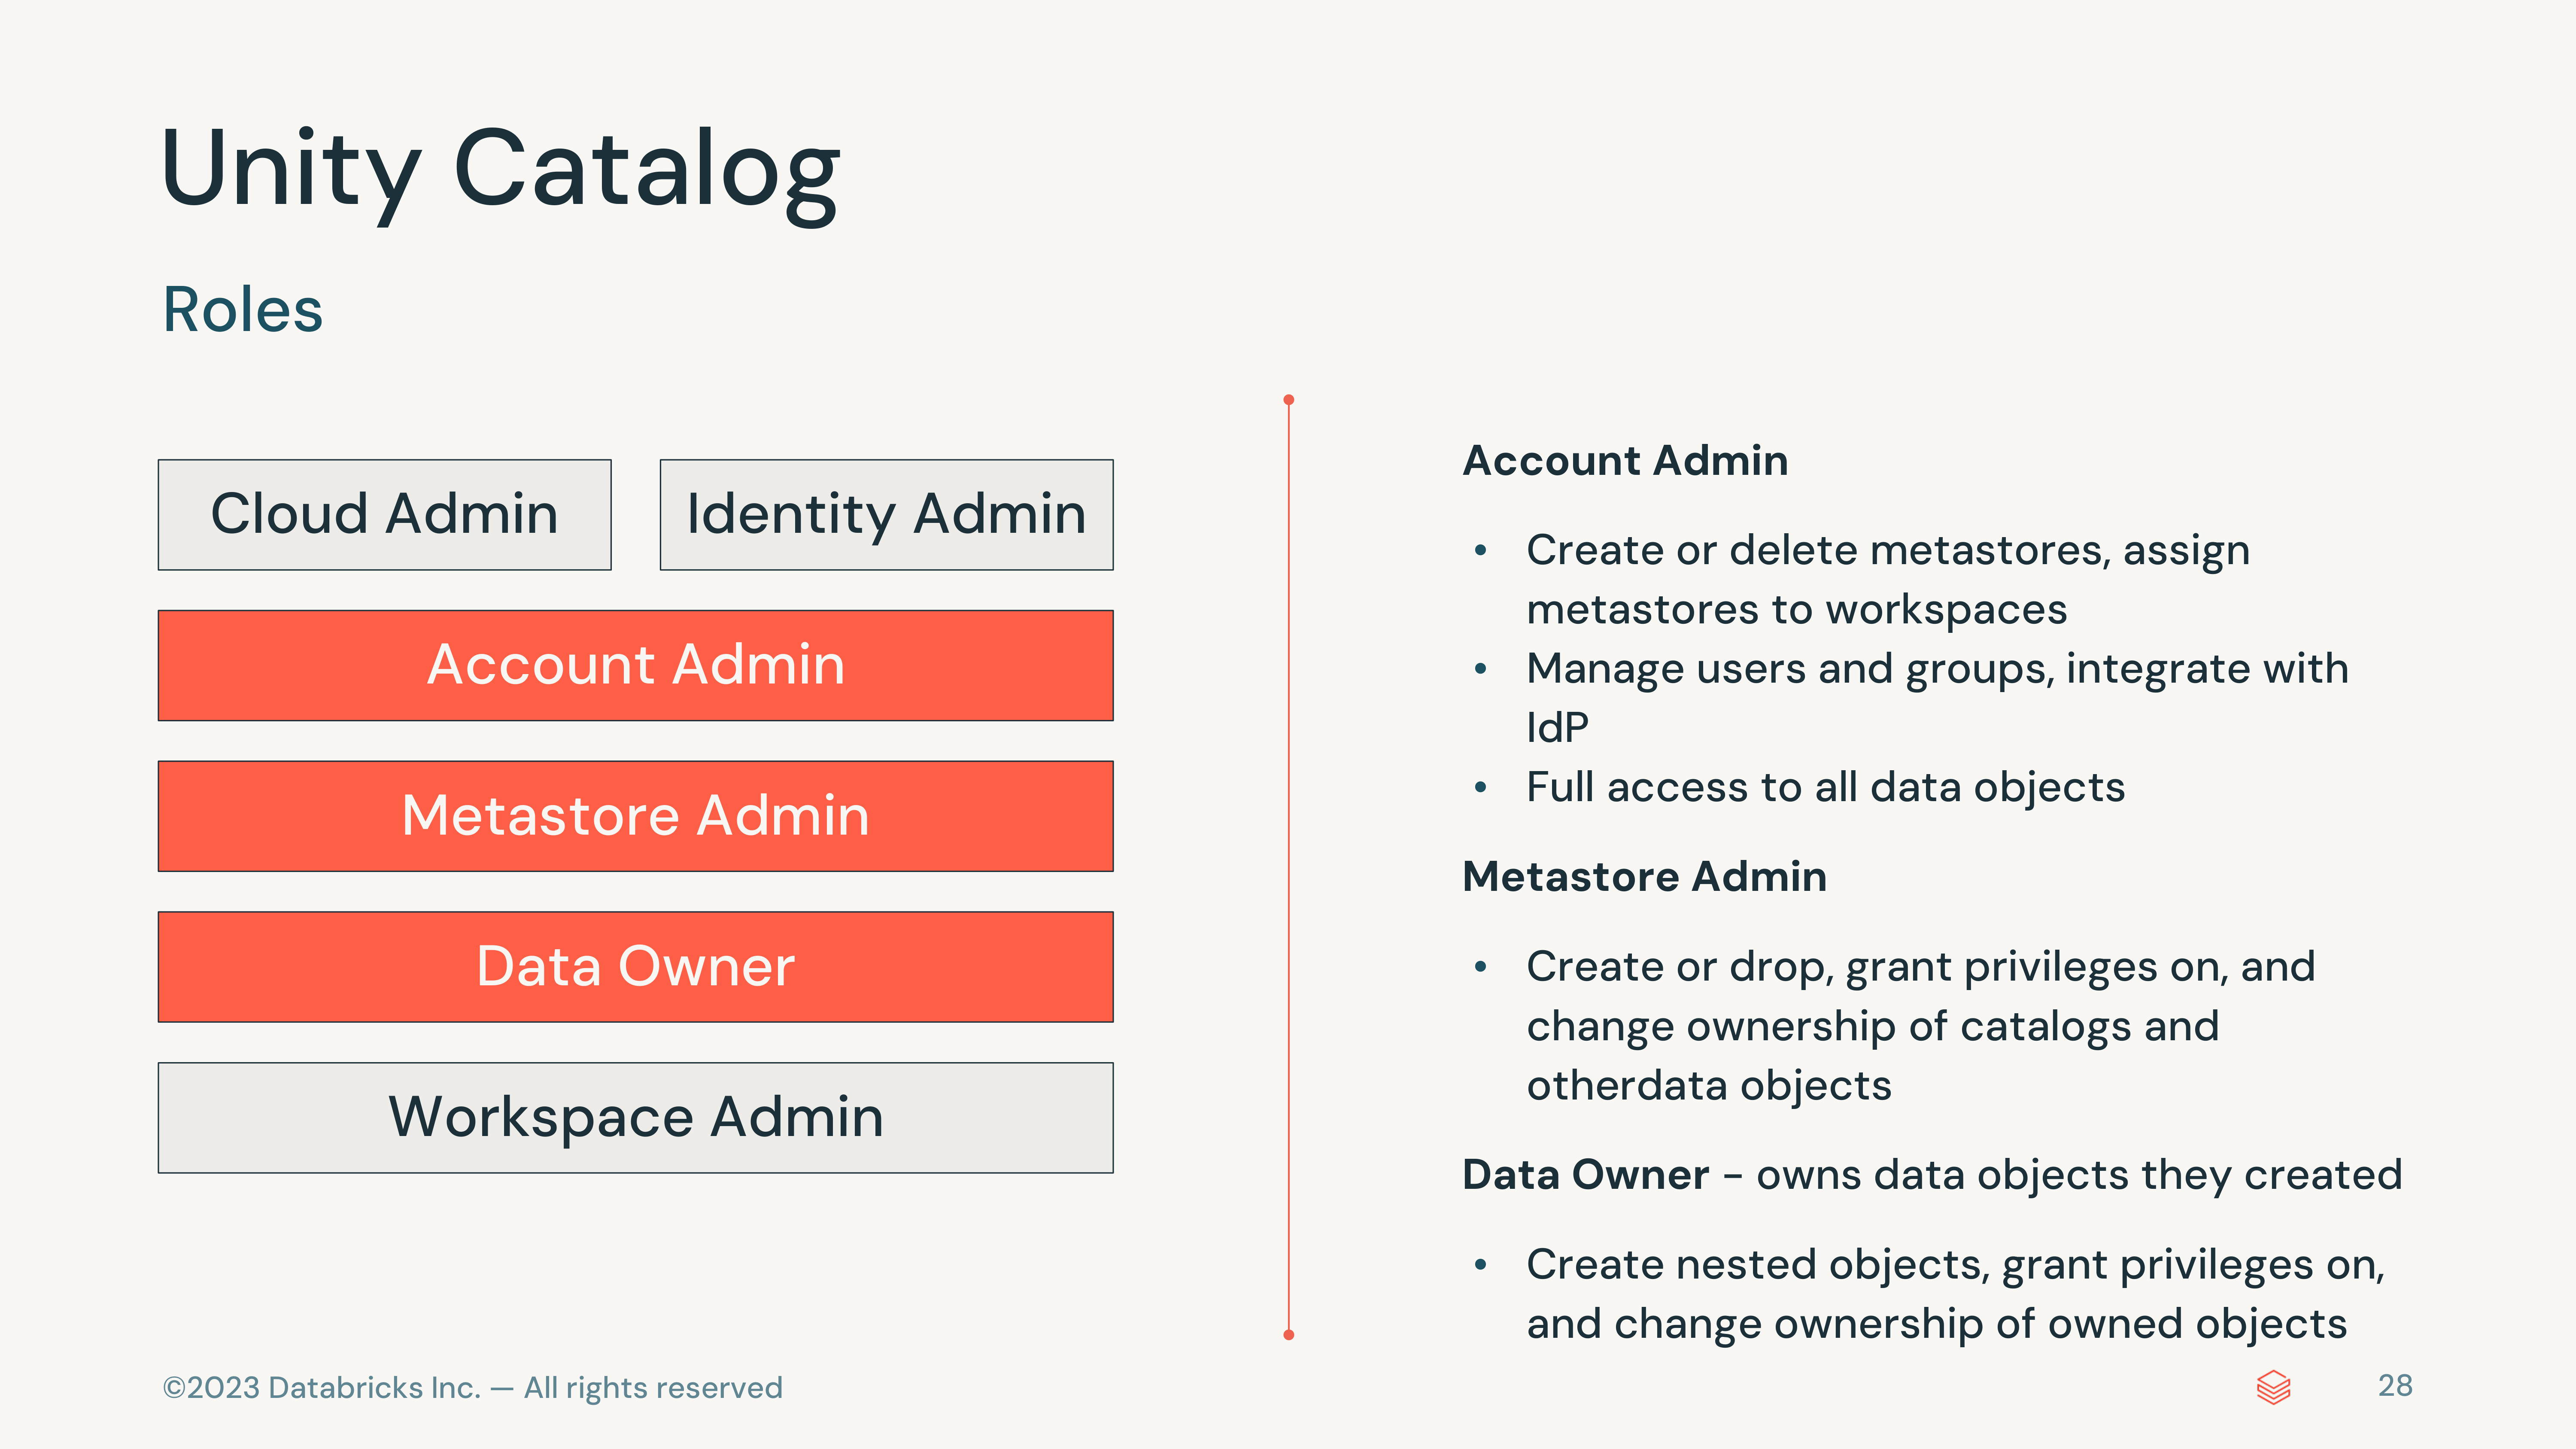 Unity Catalog
Roles
Cloud Admin
Identity Admin
Account Admin
Metastore Admin
Data Owner
Workspace Admin
Account Admin
• Create or delete metastores, assign
metastores to workspaces
• Manage users and groups, integrate with
IdP
• Full access to all data objects
Metastore Admin
• Create or drop, grant privileges on, and
change ownership of catalogs and
otherdata objects
Data Owner - owns data objects they created
• Create nested objects, grant privileges on,
and change ownership of owned objects
©2023 Databricks Inc. — All rights reserved
28